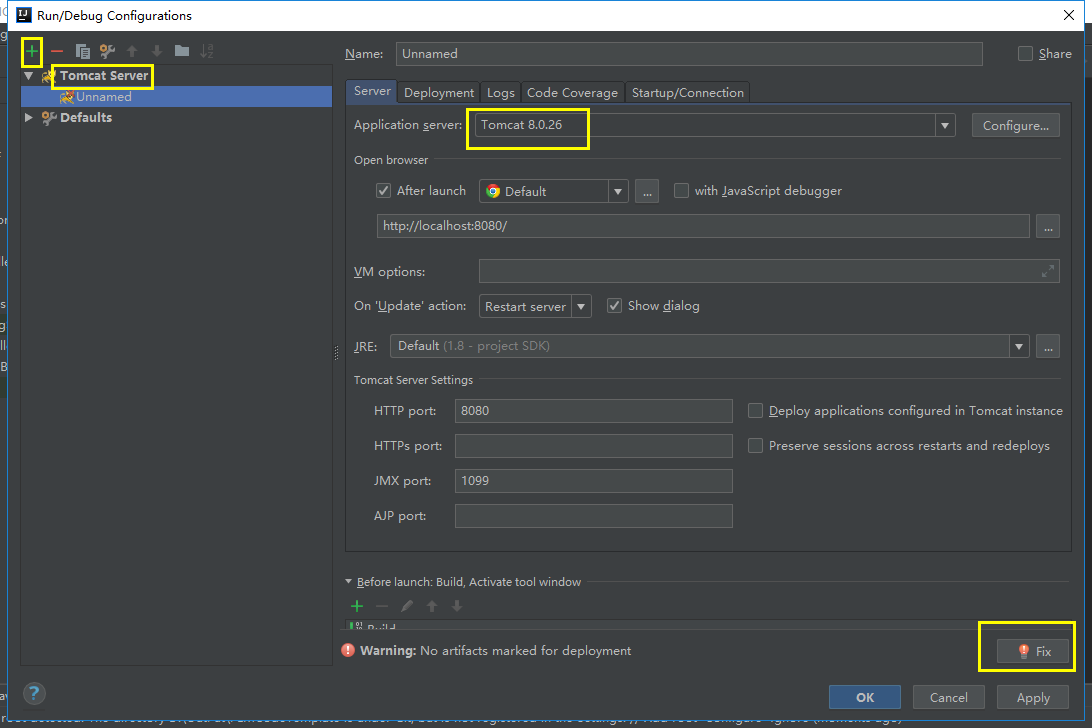 Run/Debug Configurations
Name: Unnamed Share
Tomcat Server
Unnamed
Defaults
Server Deployment Logs Code Coverage Startup/Connection
Application server: Tomcat 8.0.26 Configure...
Open browser
After launch Default ... with JavaScript debugger
http://localhost:8080/ ...
VM options:
On 'Update' action: Restart server Show dialog
JRE: Default (1.8 - project SDK) ...
Tomcat Server Settings
HTTP port: 8080 Deploy applications configured in Tomcat instance
HTTPs port: Preserve sessions across restarts and redeploys
JMX port: 1099
AJP port:
Before launch: Build, Activate tool window
Build
Warning: No artifacts marked for deployment Fix
? OK Cancel Apply